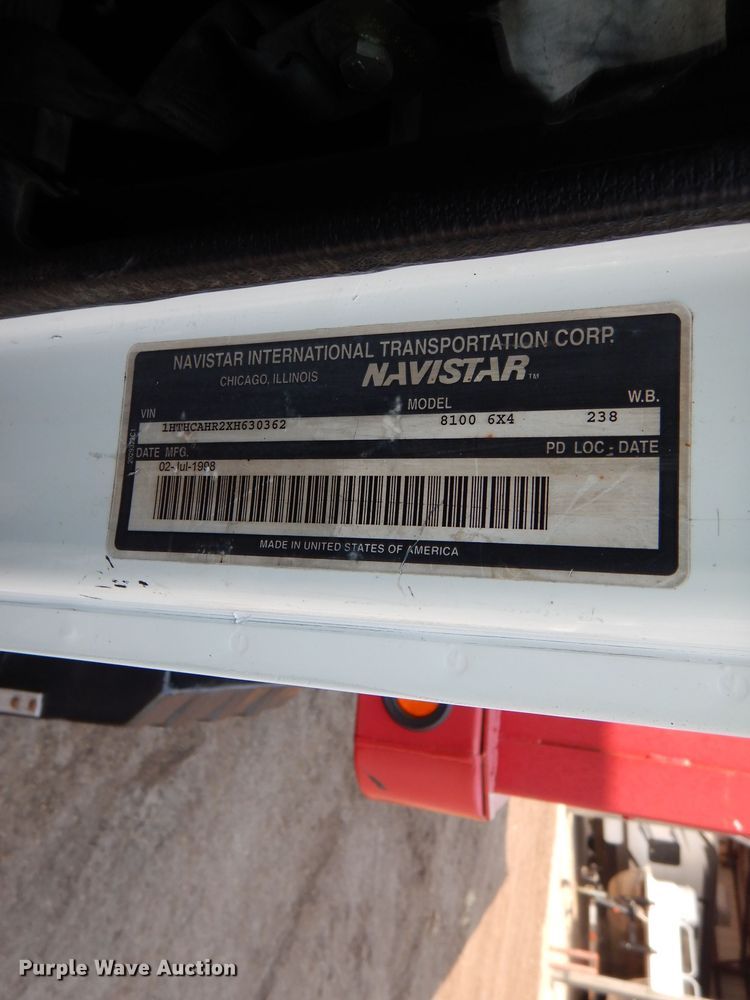 NAVISTAR INTERNATIONAL TRANSPORTATION CORP.
CHICAGO, ILLINOIS NAVISTAR™
VIN MODEL W.B.
1HTHCAHR2XH630362 8100 6X4 238
DATE MFG. PD LOC - DATE
02-Jul-1998
MADE IN UNITED STATES OF AMERICA
Purple Wave Auction